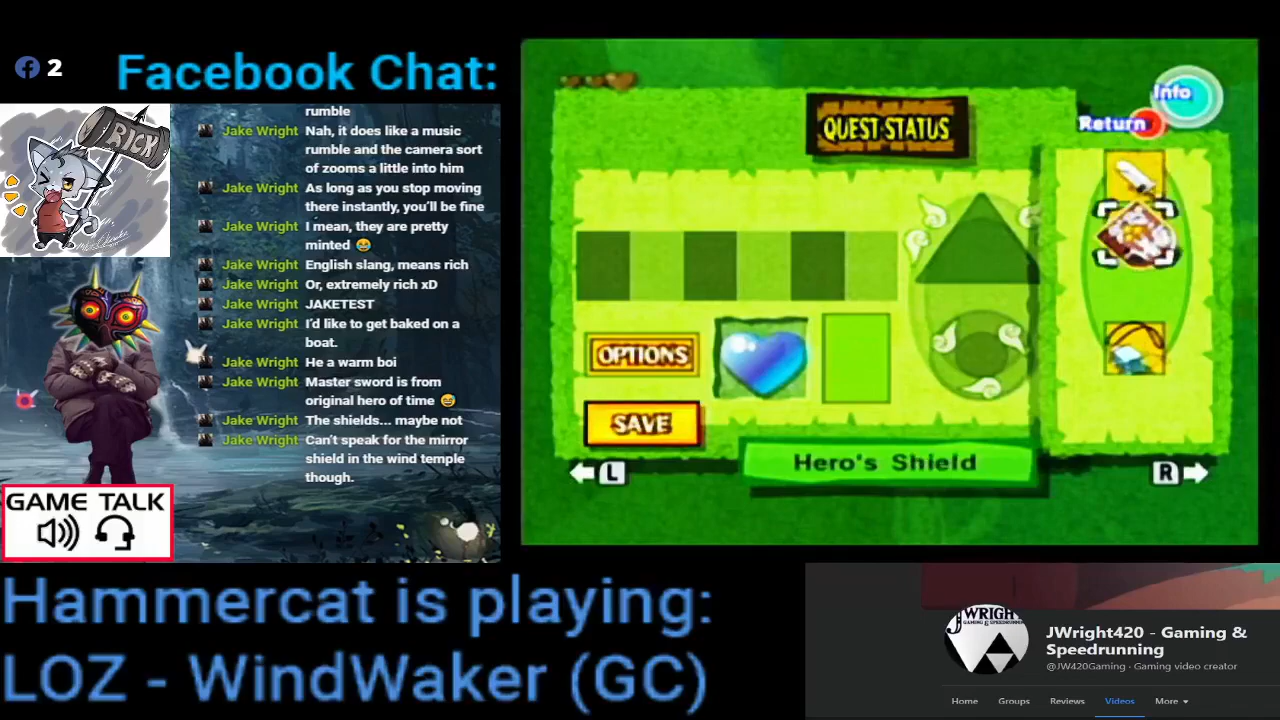 2
Facebook Chat:
RICK
rumble
Jake Wright Nah, it does like a music
rumble and the camera sort
of zooms a little into him
Jake Wright As long as you stop moving
there instantly, you'll be fine
Jake Wright I mean, they are pretty
minted 😅
Jake Wright English slang, means rich
Jake Wright Or, extremely rich xD
Jake Wright JAKETEST
Jake Wright I'd like to get baked on a
boat.
Jake Wright He a warm boi
Jake Wright Master sword is from
original hero of time 😅
Jake Wright The shields... maybe not
Jake Wright Can't speak for the mirror
shield in the wind temple
though.
GAME TALK
QUEST STATUS
Info
Return
OPTIONS
SAVE
L
Hero's Shield
R
Hammercat is playing:
LOZ - WindWaker (GC)
JWRIGHT
GAMING & SPEEDRUNNING
JWright420 - Gaming &
Speedrunning
@JW420Gaming · Gaming video creator
Home Groups Reviews Videos More